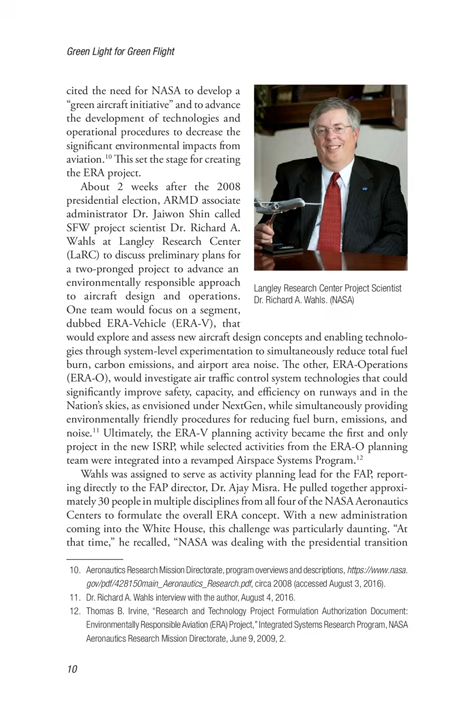 Green Light for Green Flight
cited the need for NASA to develop a
“green aircraft initiative” and to advance
the development of technologies and
operational procedures to decrease the
significant environmental impacts from
aviation.10 This set the stage for creating
the ERA project.
About 2 weeks after the 2008
presidential election, ARMD associate
administrator Dr. Jaiwon Shin called
SFW project scientist Dr. Richard A.
Wahls at Langley Research Center
(LaRC) to discuss preliminary plans for
a two-pronged project to advance an
environmentally responsible approach
to aircraft design and operations.
One team would focus on a segment,
dubbed ERA-Vehicle (ERA-V), that
Langley Research Center Project Scientist
Dr. Richard A. Wahls. (NASA)
would explore and assess new aircraft design concepts and enabling technolo-
gies through system-level experimentation to simultaneously reduce total fuel
burn, carbon emissions, and airport area noise. The other, ERA-Operations
(ERA-O), would investigate air traffic control system technologies that could
significantly improve safety, capacity, and efficiency on runways and in the
Nation’s skies, as envisioned under NextGen, while simultaneously providing
environmentally friendly procedures for reducing fuel burn, emissions, and
noise.11 Ultimately, the ERA-V planning activity became the first and only
project in the new ISRP, while selected activities from the ERA-O planning
team were integrated into a revamped Airspace Systems Program.12
Wahls was assigned to serve as activity planning lead for the FAP, report-
ing directly to the FAP director, Dr. Ajay Misra. He pulled together approxi-
mately 30 people in multiple disciplines from all four of the NASA Aeronautics
Centers to formulate the overall ERA concept. With a new administration
coming into the White House, this challenge was particularly daunting. “At
that time,” he recalled, “NASA was dealing with the presidential transition
10. Aeronautics Research Mission Directorate, program overviews and descriptions, https://www.nasa.
gov/pdf/428150main_Aeronautics_Research.pdf, circa 2008 (accessed August 3, 2016).
11. Dr. Richard A. Wahls interview with the author, August 4, 2016.
12. Thomas B. Irvine, “Research and Technology Project Formulation Authorization Document:
Environmentally Responsible Aviation (ERA) Project,” Integrated Systems Research Program, NASA
Aeronautics Research Mission Directorate, June 9, 2009, 2.
10